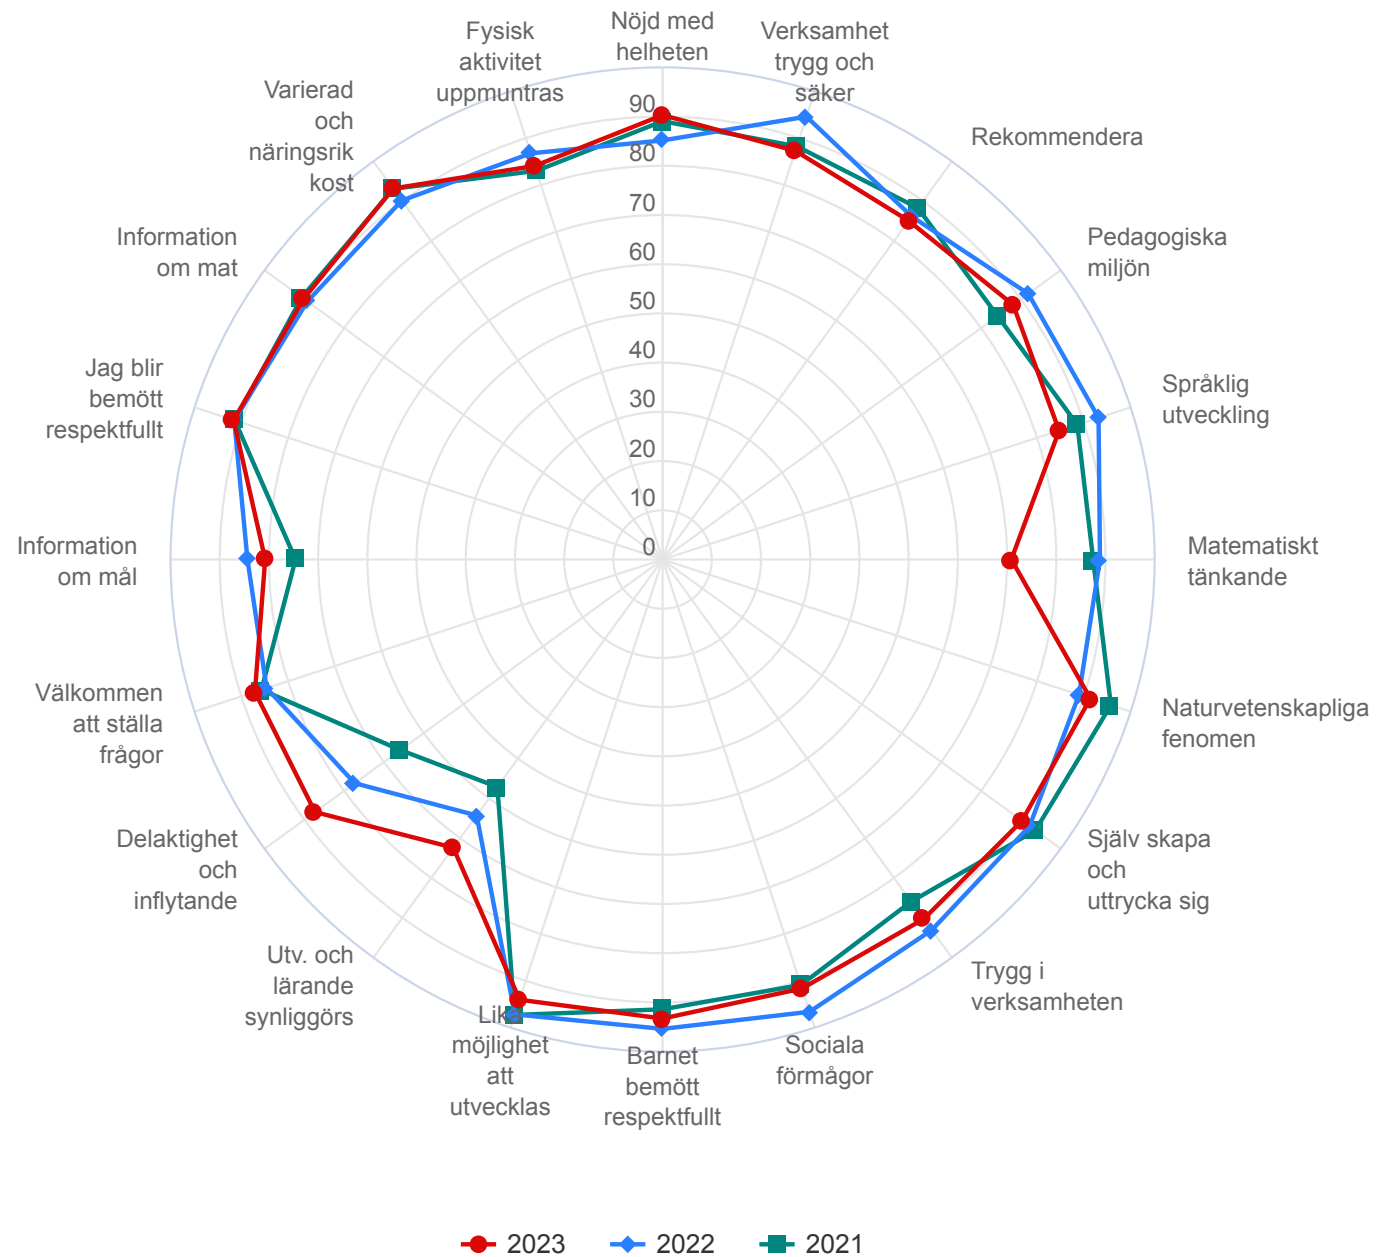 Nöjd med
helheten
Verksamhet
trygg och
säker
Rekommendera
Pedagogiska
miljön
Språklig
utveckling
Matematiskt
tänkande
Naturvetenskapliga
fenomen
Själv skapa
och
uttrycka sig
Trygg i
verksamheten
Sociala
förmågor
Barnet
bemött
respektfullt
Lika
möjlighet
att
utvecklas
Utv. och
lärande
synliggörs
Delaktighet
och
inflytande
Välkommen
att ställa
frågor
Information
om mål
Jag blir
bemött
respektfullt
Information
om mat
Varierad
och
näringsrik
kost
Fysisk
aktivitet
uppmuntras
90
80
70
60
50
40
30
20
10
0
2023 2022 2021